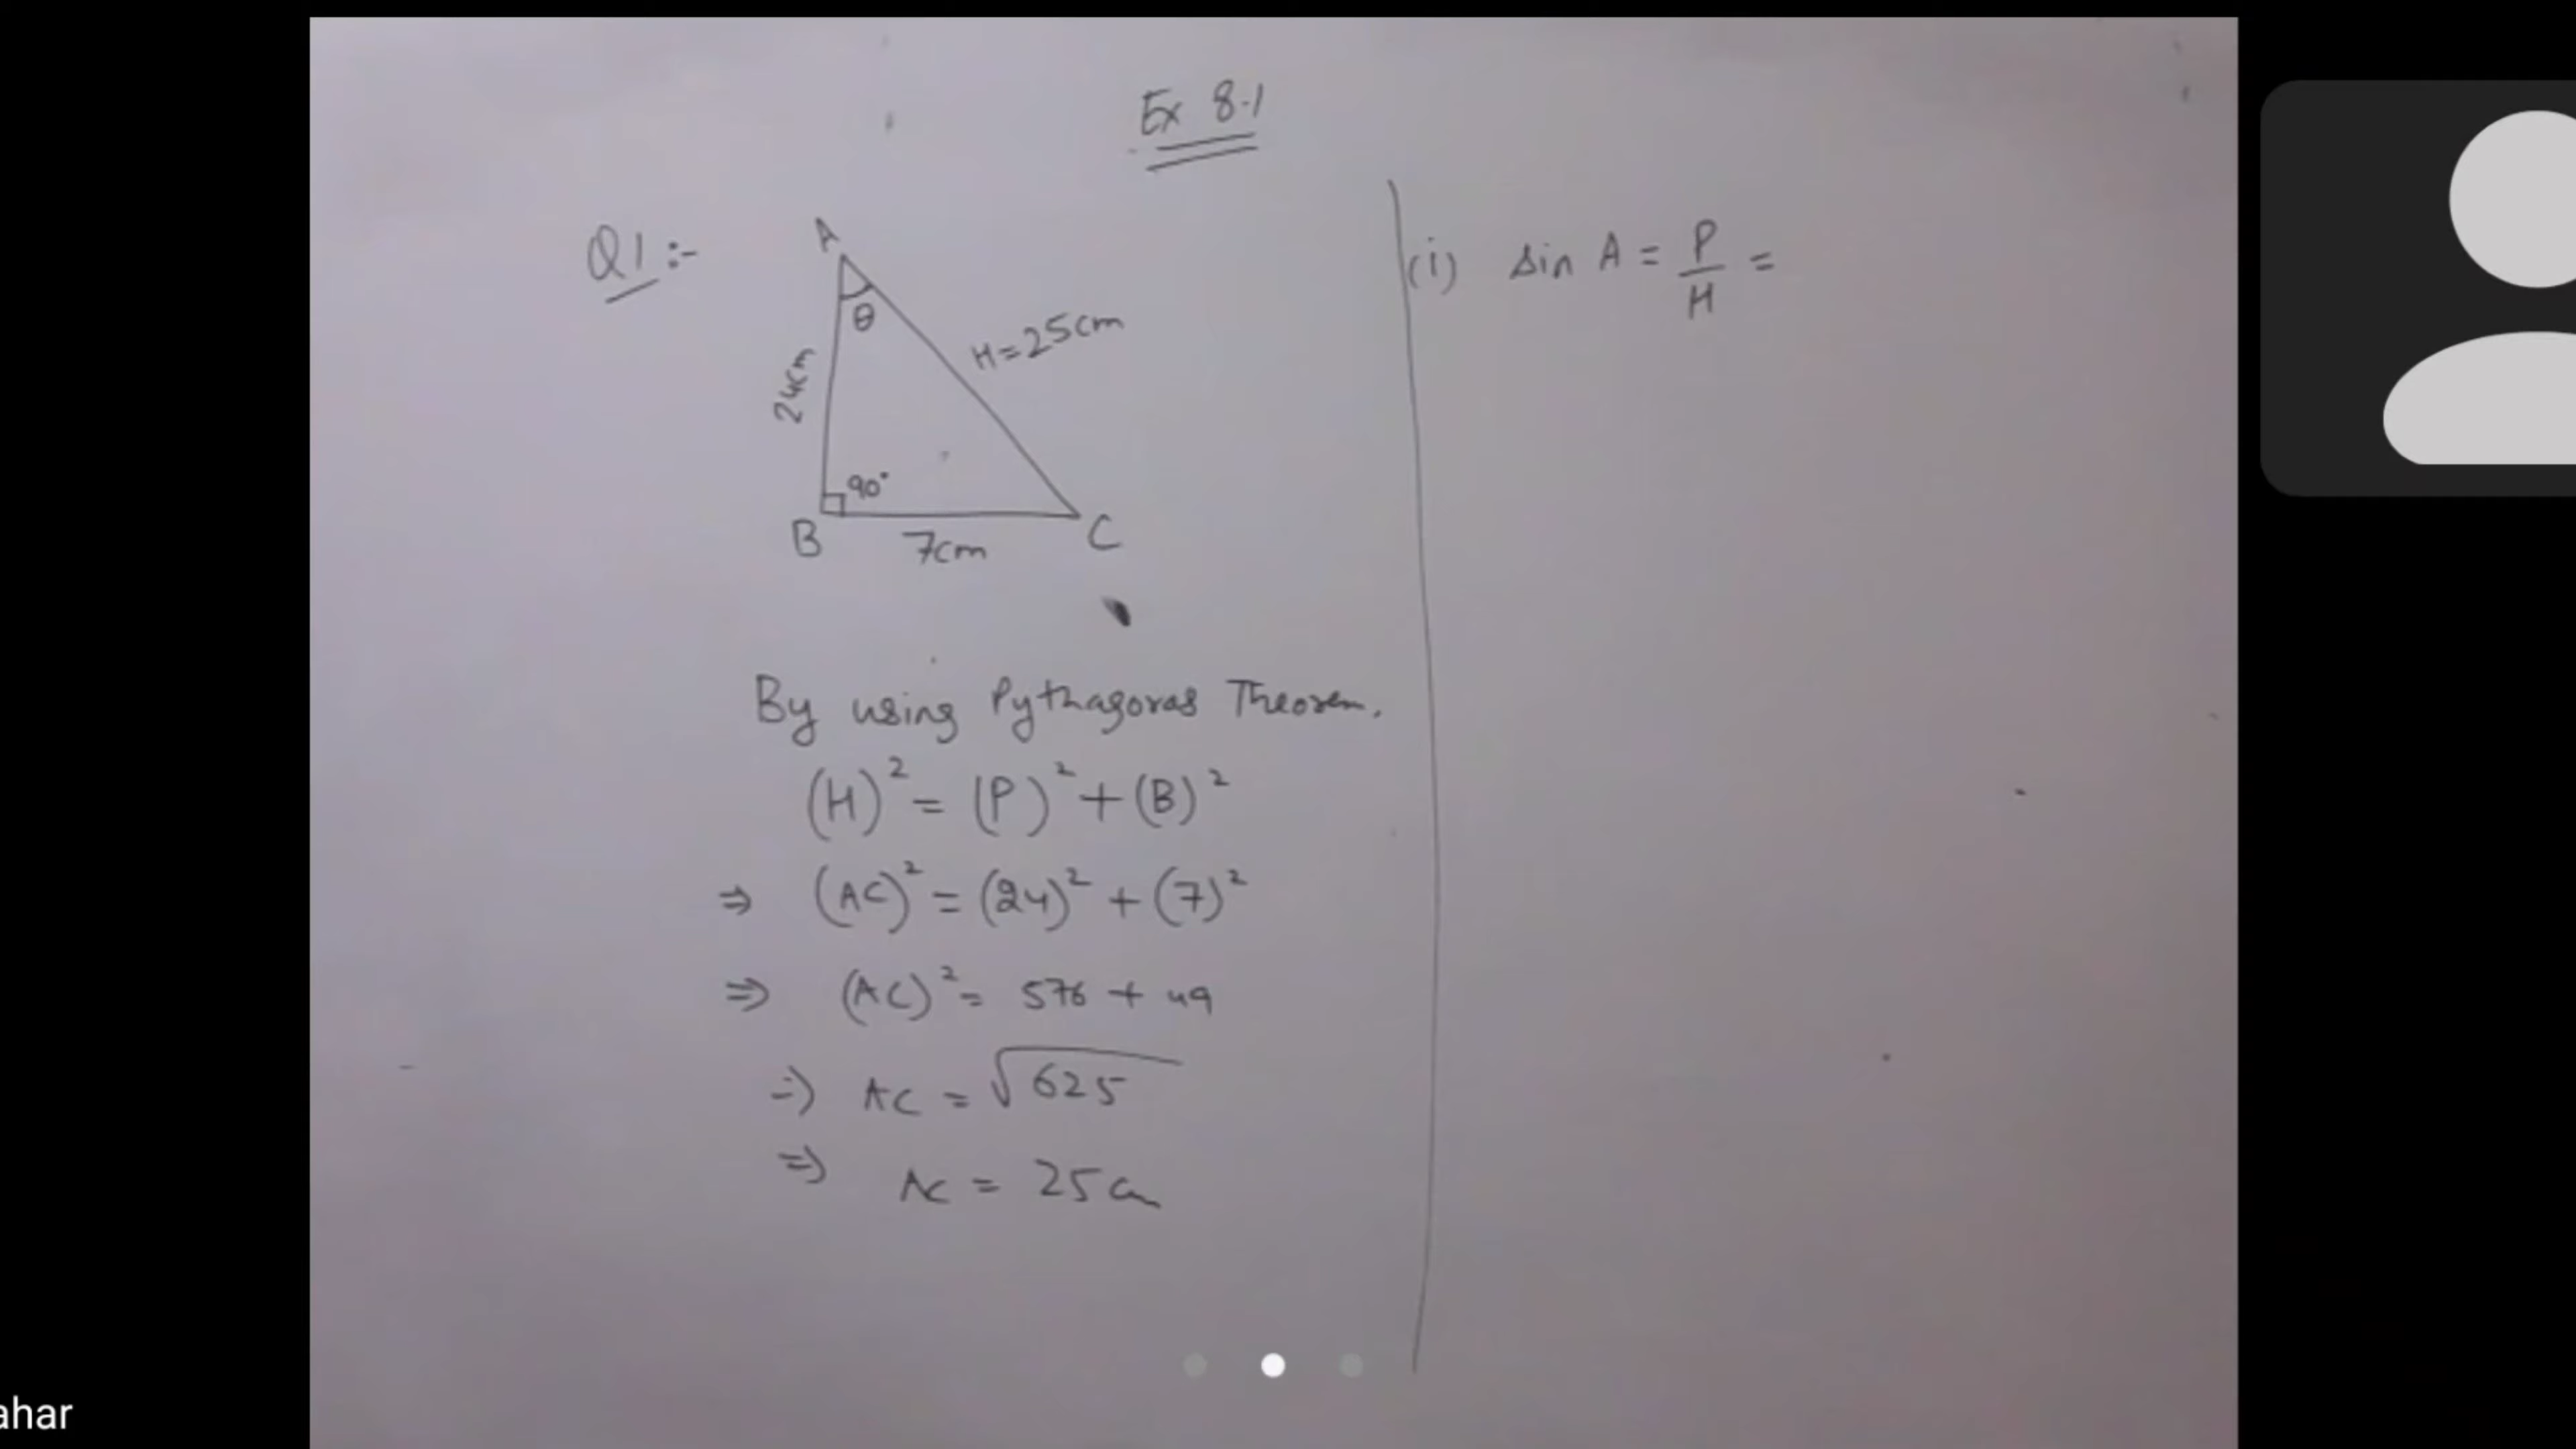 Ex 8.1
Q1:-
A
θ
H=25cm
24cm
90°
B
7cm
C
By using Pythagoras Theorem.
(H)² = (P)² + (B)²
⇒ (AC)² = (24)² + (7)²
⇒ (AC)² = 576 + 49
⇒ AC = √625
⇒ AC = 25cm
(i) sin A = P/H =
ahar